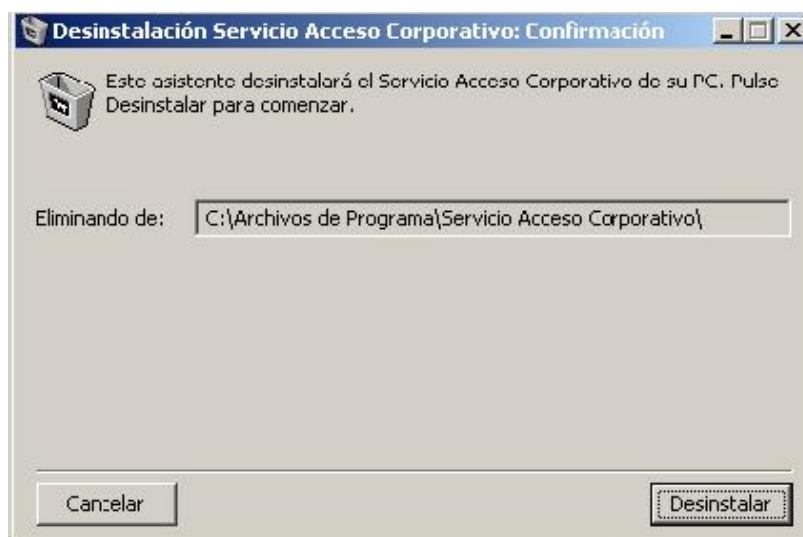 Desinstalación Servicio Acceso Corporativo: Confirmación
Este asistente desinstalará el Servicio Acceso Corporativo de su PC. Pulse
Desinstalar para comenzar.
Eliminando de: C:\Archivos de Programa\Servicio Acceso Corporativo\
Cancelar Desinstalar